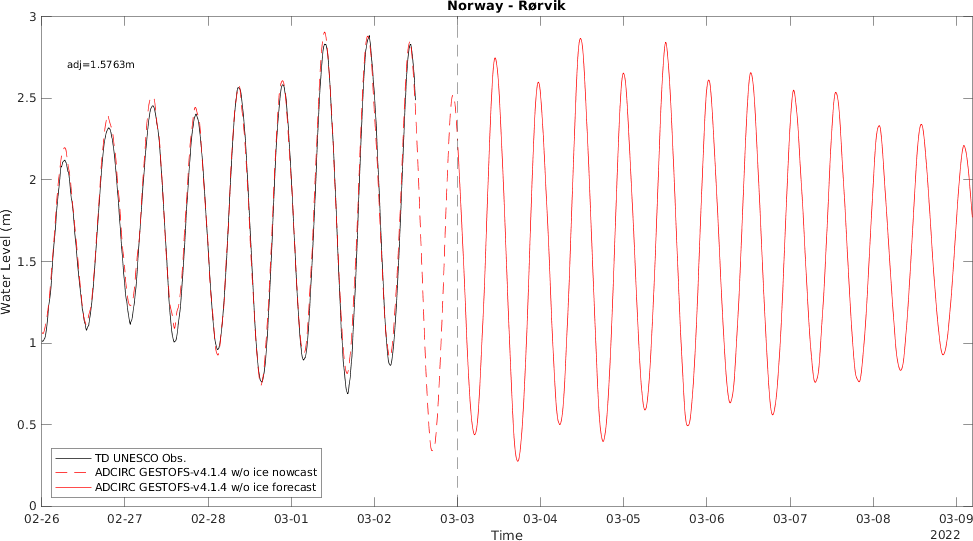 Norway - Rørvik
adj=1.5763m
Water Level (m)
3
2.5
2
1.5
1
0.5
0
TD UNESCO Obs.
ADCIRC GESTOFS-v4.1.4 w/o ice nowcast
ADCIRC GESTOFS-v4.1.4 w/o ice forecast
02-26 02-27 02-28 03-01 03-02 03-03 03-04 03-05 03-06 03-07 03-08 03-09
Time
2022